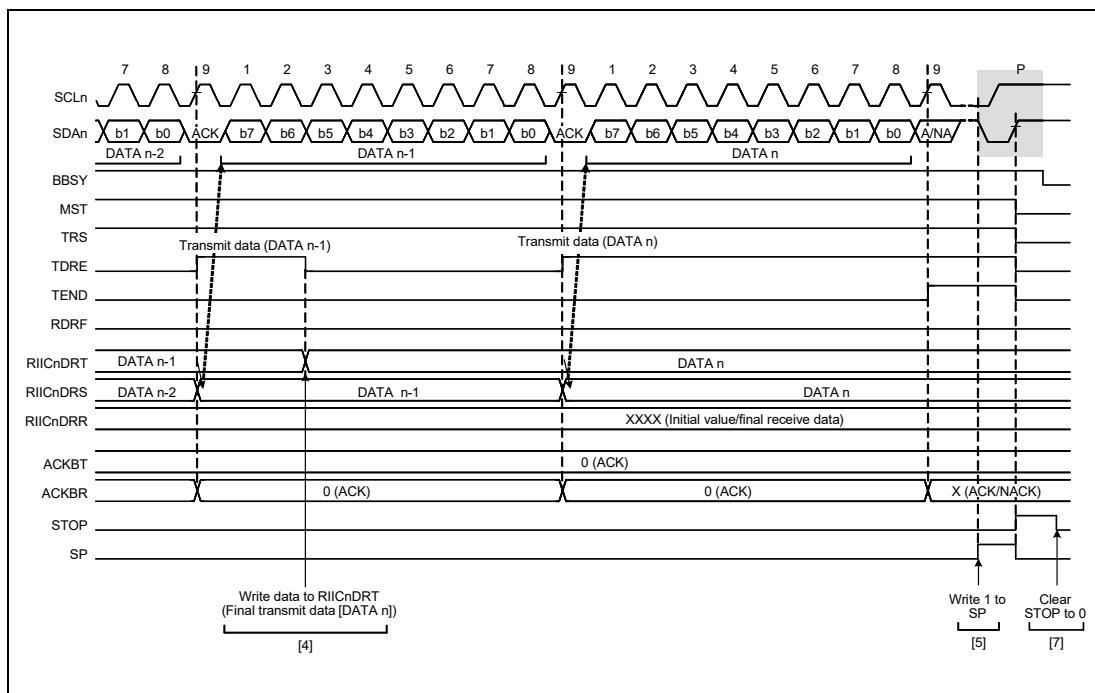 7 8 9 1 2 3 4 5 6 7 8 9 1 2 3 4 5 6 7 8 9 P
SCLn
SDAn b1 b0 ACK b7 b6 b5 b4 b3 b2 b1 b0 ACK b7 b6 b5 b4 b3 b2 b1 b0 A/NA
DATA n-2 DATA n-1 DATA n
BBSY
MST
TRS
Transmit data (DATA n-1) Transmit data (DATA n)
TDRE
TEND
RDRF
RIICnDRT DATA n-1 DATA n
RIICnDRS DATA n-2 DATA n-1 DATA n
RIICnDRR XXXX (Initial value/final receive data)
ACKBT 0 (ACK)
ACKBR 0 (ACK) 0 (ACK) X (ACK/NACK)
STOP
SP
Write data to RIICnDRT
(Final transmit data [DATA n])
[4]
Write 1 to
SP
[5]
Clear
STOP to 0
[7]